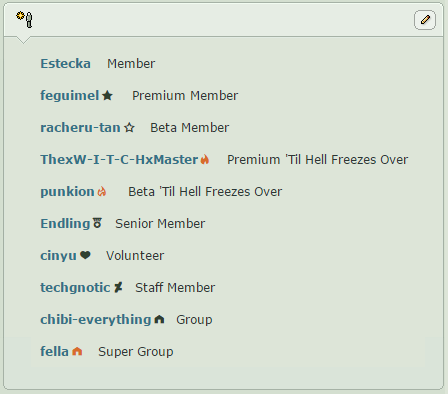 Estecka Member
feguimel Premium Member
racheru-tan Beta Member
ThexW-I-T-C-HxMaster Premium 'Til Hell Freezes Over
punkion Beta 'Til Hell Freezes Over
Endling Senior Member
cinyu Volunteer
techgnotic Staff Member
chibi-everything Group
fella Super Group